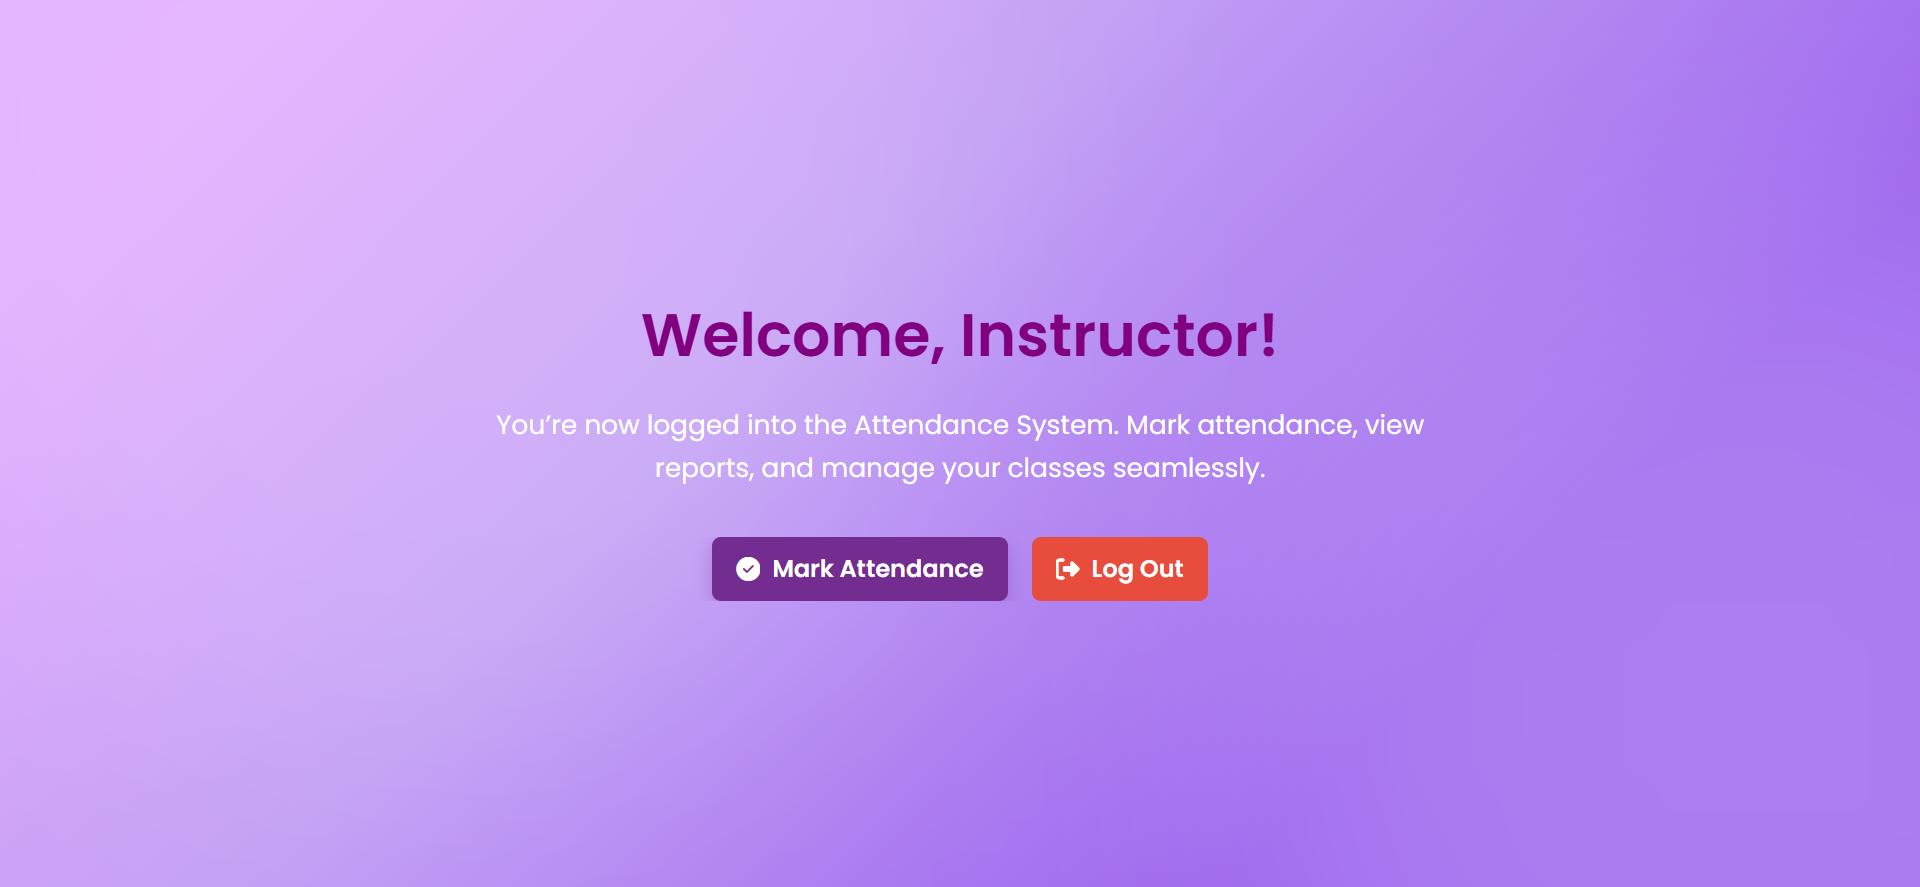 Welcome, Instructor!
You’re now logged into the Attendance System. Mark attendance, view
reports, and manage your classes seamlessly.
Mark Attendance
Log Out